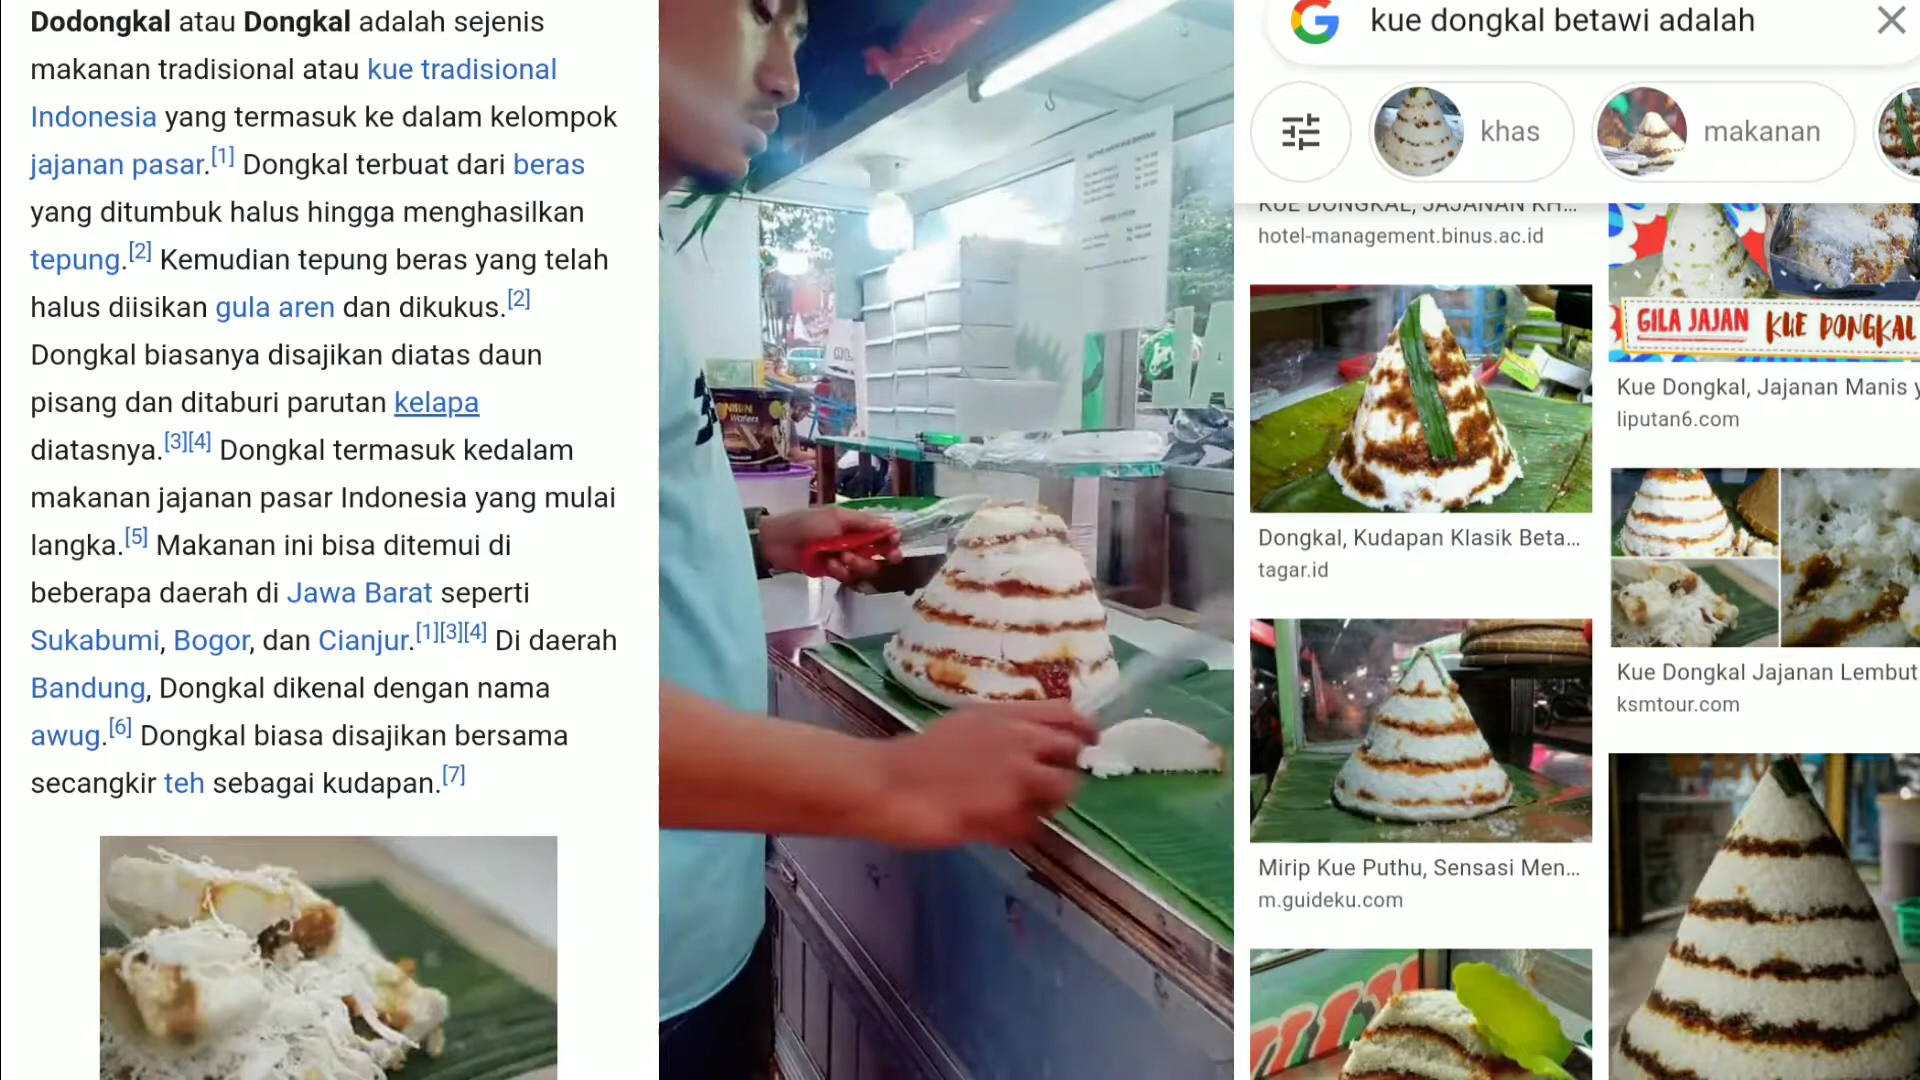 Dodongkal atau Dongkal adalah sejenis
makanan tradisional atau kue tradisional
Indonesia yang termasuk ke dalam kelompok
jajanan pasar.[1] Dongkal terbuat dari beras
yang ditumbuk halus hingga menghasilkan
tepung.[2] Kemudian tepung beras yang telah
halus diisikan gula aren dan dikukus.[2]
Dongkal biasanya disajikan diatas daun
pisang dan ditaburi parutan kelapa
diatasnya.[3][4] Dongkal termasuk kedalam
makanan jajanan pasar Indonesia yang mulai
langka.[5] Makanan ini bisa ditemui di
beberapa daerah di Jawa Barat seperti
Sukabumi, Bogor, dan Cianjur.[1][3][4] Di daerah
Bandung, Dongkal dikenal dengan nama
awug.[6] Dongkal biasa disajikan bersama
secangkir teh sebagai kudapan.[7]
NISSIN
Wafers
JA
kue dongkal betawi adalah
khas
makanan
KUE DONGKAL, JAJANAN KH...
hotel-management.binus.ac.id
GILA JAJAN KUE DONGKAL
Kue Dongkal, Jajanan Manis y
liputan6.com
Dongkal, Kudapan Klasik Beta...
tagar.id
Kue Dongkal Jajanan Lembut
ksmtour.com
Mirip Kue Puthu, Sensasi Men...
m.guideku.com